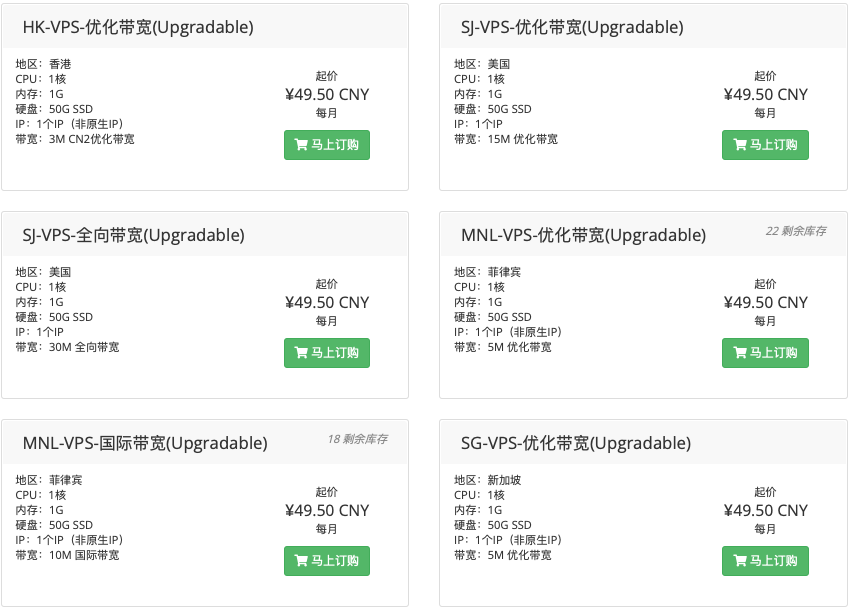 HK-VPS-优化带宽(Upgradable)
地区：香港
CPU：1核
内存：1G
硬盘：50G SSD
IP：1个IP（非原生IP）
带宽：3M CN2优化带宽
起价
¥49.50 CNY
每月
马上订购
SJ-VPS-优化带宽(Upgradable)
地区：美国
CPU：1核
内存：1G
硬盘：50G SSD
IP：1个IP
带宽：15M 优化带宽
起价
¥49.50 CNY
每月
马上订购
SJ-VPS-全向带宽(Upgradable)
地区：美国
CPU：1核
内存：1G
硬盘：50G SSD
IP：1个IP
带宽：30M 全向带宽
起价
¥49.50 CNY
每月
马上订购
MNL-VPS-优化带宽(Upgradable)
22 剩余库存
地区：菲律宾
CPU：1核
内存：1G
硬盘：50G SSD
IP：1个IP（非原生IP）
带宽：5M 优化带宽
起价
¥49.50 CNY
每月
马上订购
MNL-VPS-国际带宽(Upgradable)
18 剩余库存
地区：菲律宾
CPU：1核
内存：1G
硬盘：50G SSD
IP：1个IP（非原生IP）
带宽：10M 国际带宽
起价
¥49.50 CNY
每月
马上订购
SG-VPS-优化带宽(Upgradable)
地区：新加坡
CPU：1核
内存：1G
硬盘：50G SSD
IP：1个IP（非原生IP）
带宽：5M 优化带宽
起价
¥49.50 CNY
每月
马上订购